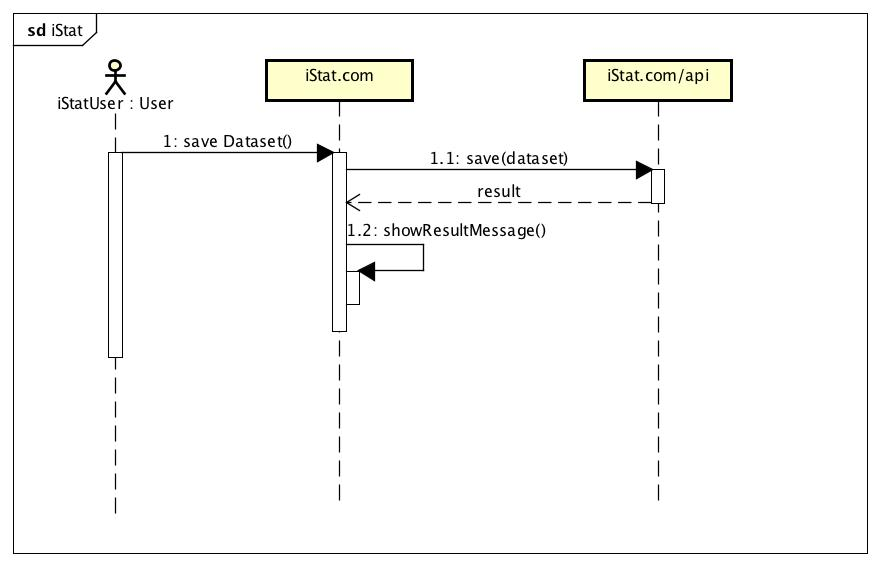 sd iStat
iStat.com
iStat.com/api
iStatUser : User
1: save Dataset()
1.1: save(dataset)
result
1.2: showResultMessage()